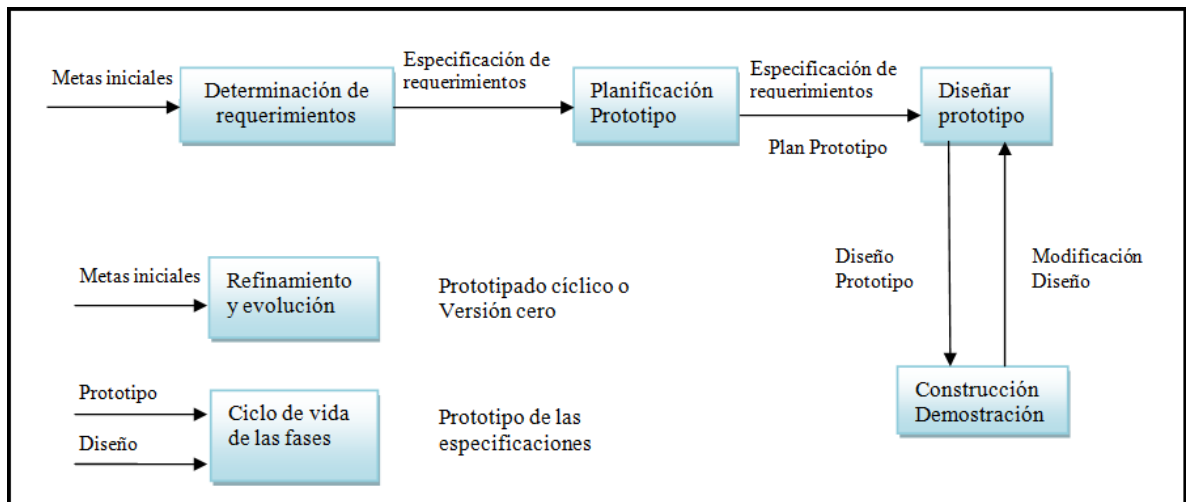 Metas iniciales
Determinación de
requerimientos
Especificación de
requerimientos
Planificación
Prototipo
Especificación de
requerimientos
Plan Prototipo
Diseñar
prototipo
Diseño
Prototipo
Modificación
Diseño
Construcción
Demostración
Metas iniciales
Refinamiento
y evolución
Prototipado cíclico o
Versión cero
Prototipo
Diseño
Ciclo de vida
de las fases
Prototipo de las
especificaciones